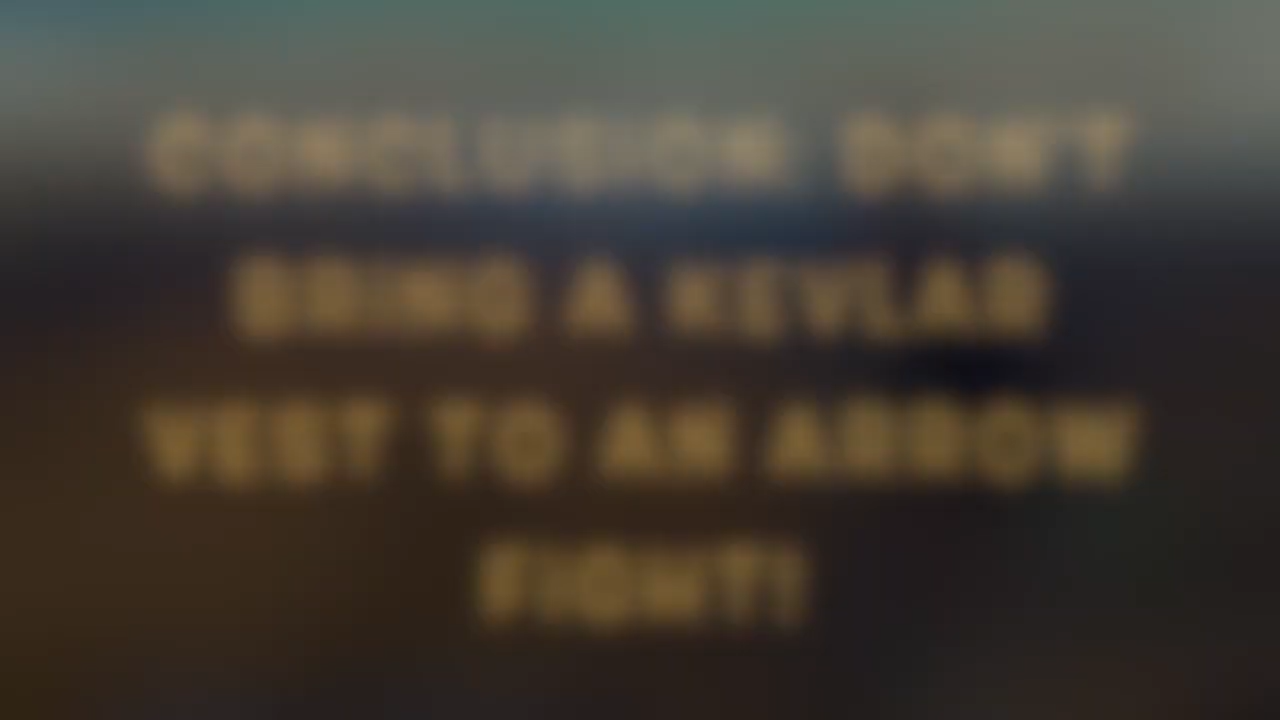 CONCLUSION: DON'T
BRING A KEVLAR
VEST TO AN ARROW
FIGHT!